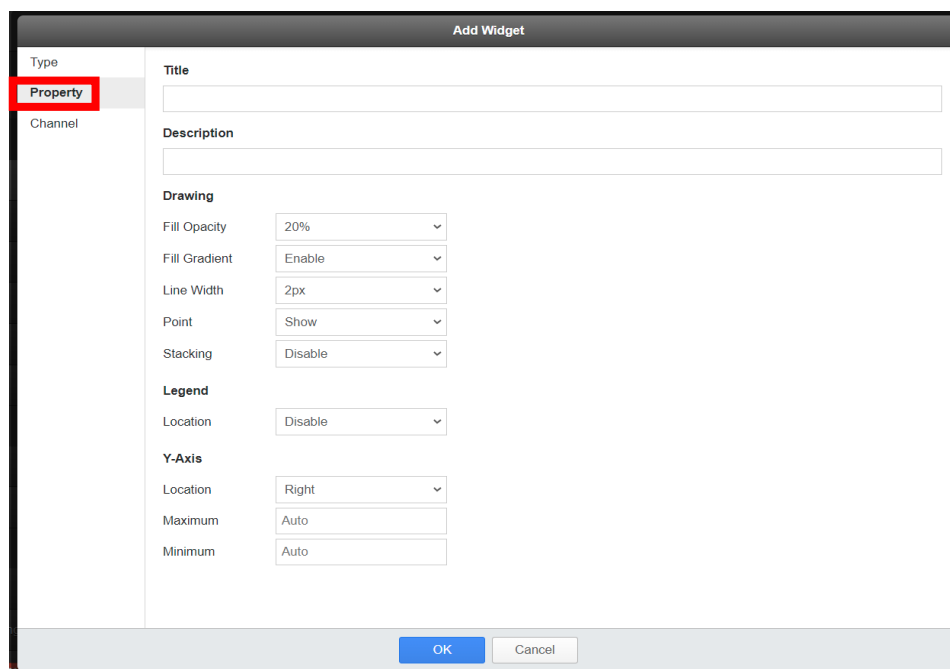 Add Widget
Type
Property
Channel
Title
Description
Drawing
Fill Opacity 20%
Fill Gradient Enable
Line Width 2px
Point Show
Stacking Disable
Legend
Location Disable
Y-Axis
Location Right
Maximum Auto
Minimum Auto
OK Cancel